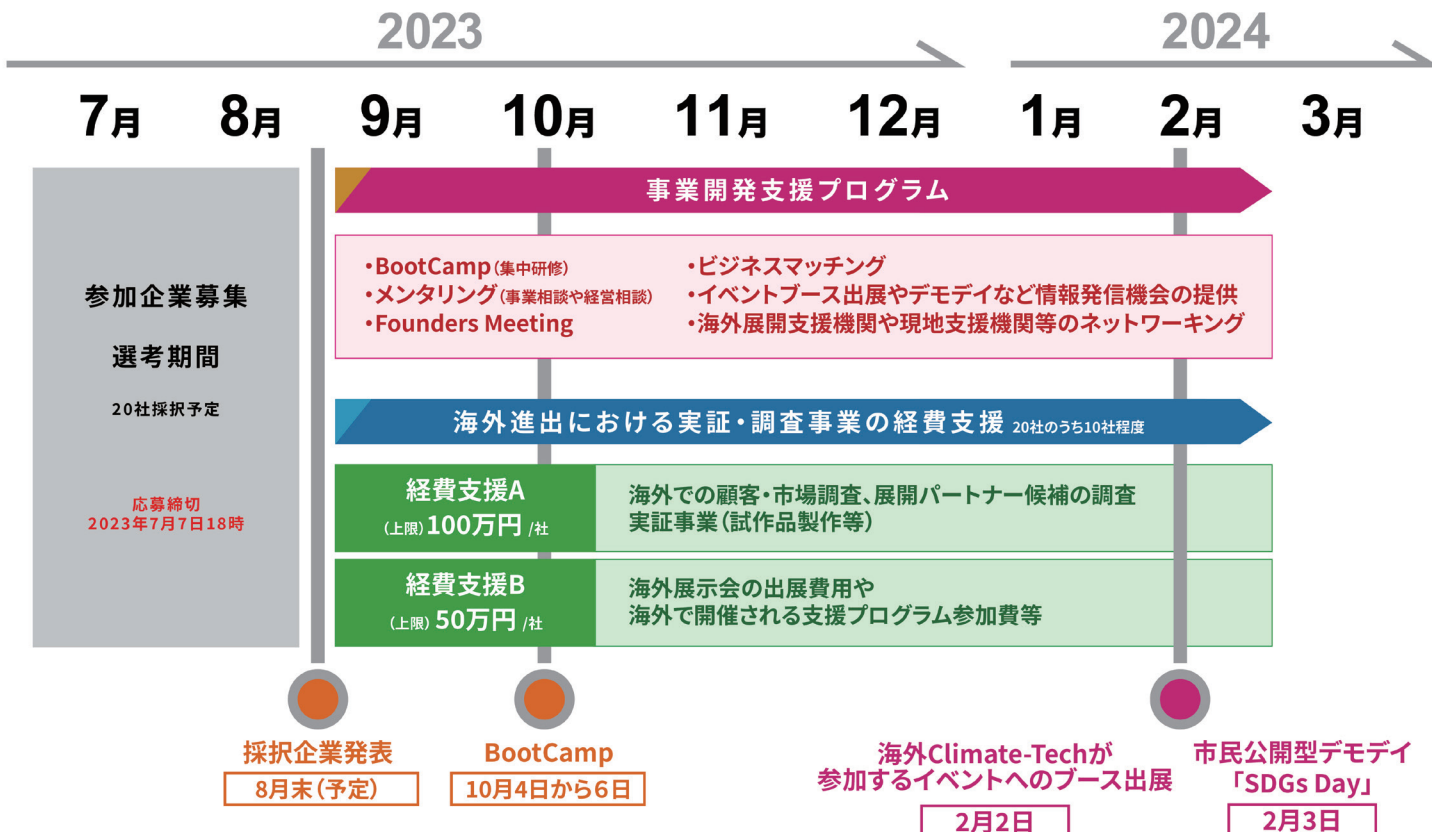 2023
2024
7月 8月 9月 10月 11月 12月 1月 2月 3月
参加企業募集
選考期間
20社採択予定
応募締切
2023年7月7日18時
事業開発支援プログラム
・BootCamp(集中研修)
・メンタリング(事業相談や経営相談)
・Founders Meeting
・ビジネスマッチング
・イベントブース出展やデモデイなど情報発信機会の提供
・海外展開支援機関や現地支援機関等のネットワーキング
海外進出における実証・調査事業の経費支援 20社のうち10社程度
経費支援A
(上限)100万円 /社
海外での顧客・市場調査、展開パートナー候補の調査
実証事業(試作品製作等)
経費支援B
(上限)50万円 /社
海外展示会の出展費用や
海外で開催される支援プログラム参加費等
採択企業発表
8月末(予定)
BootCamp
10月4日から6日
海外Climate-Techが
参加するイベントへのブース出展
2月2日
市民公開型デモデイ
「SDGs Day」
2月3日